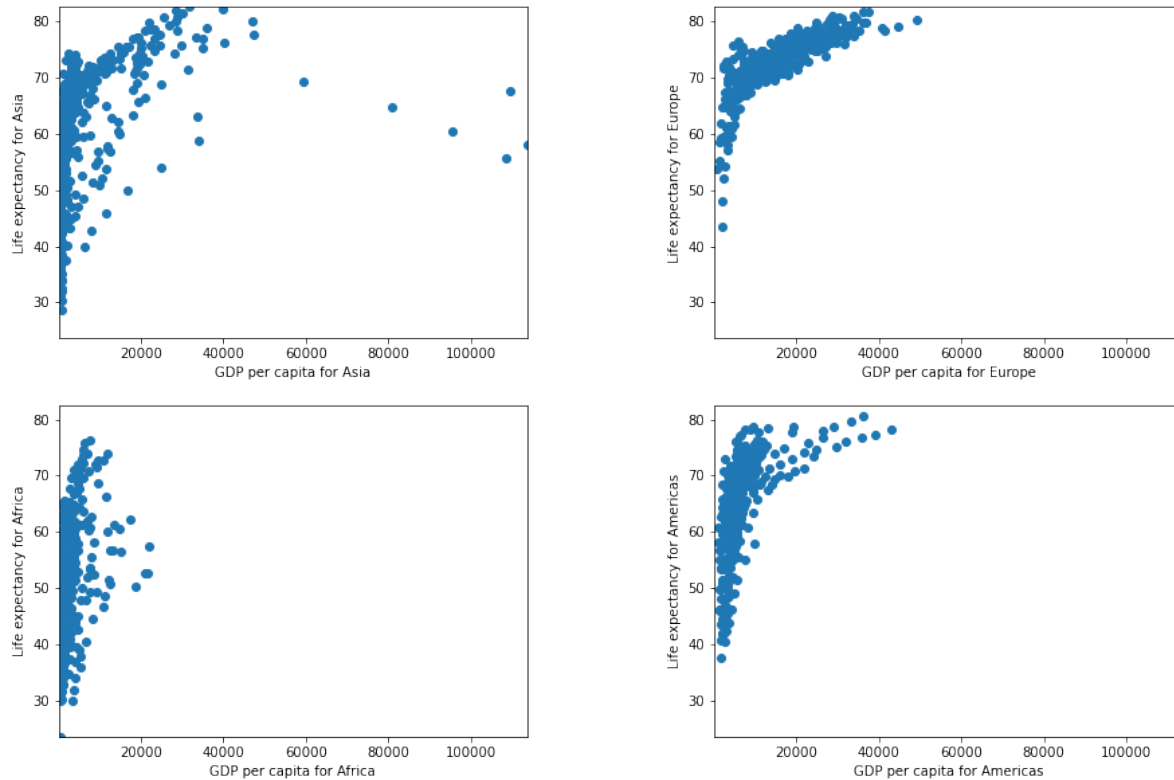 80
70
60
50
40
30
Life expectancy for Asia
20000 40000 60000 80000 100000
GDP per capita for Asia
80
70
60
50
40
30
Life expectancy for Europe
20000 40000 60000 80000 100000
GDP per capita for Europe
80
70
60
50
40
30
Life expectancy for Africa
20000 40000 60000 80000 100000
GDP per capita for Africa
80
70
60
50
40
30
Life expectancy for Americas
20000 40000 60000 80000 100000
GDP per capita for Americas